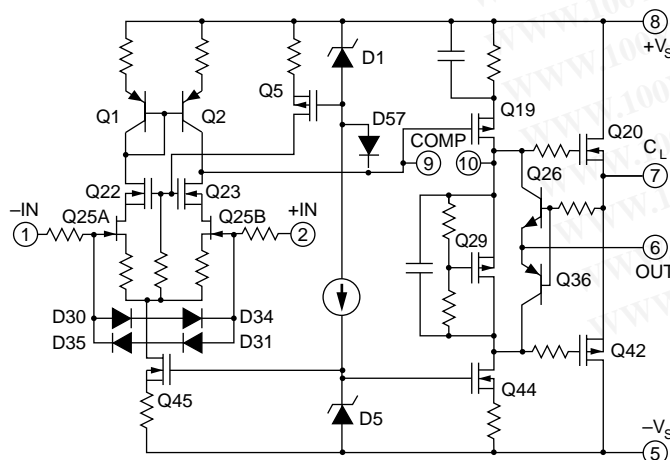 8
+VS
D1
Q5
Q1
Q2
D57
Q19
COMP
9
10
Q20
CL
7
Q26
Q22
Q23
–IN
1
Q25A
Q25B
+IN
2
Q29
6
OUT
Q36
D30
D34
D35
D31
Q42
Q44
Q45
D5
–VS
5